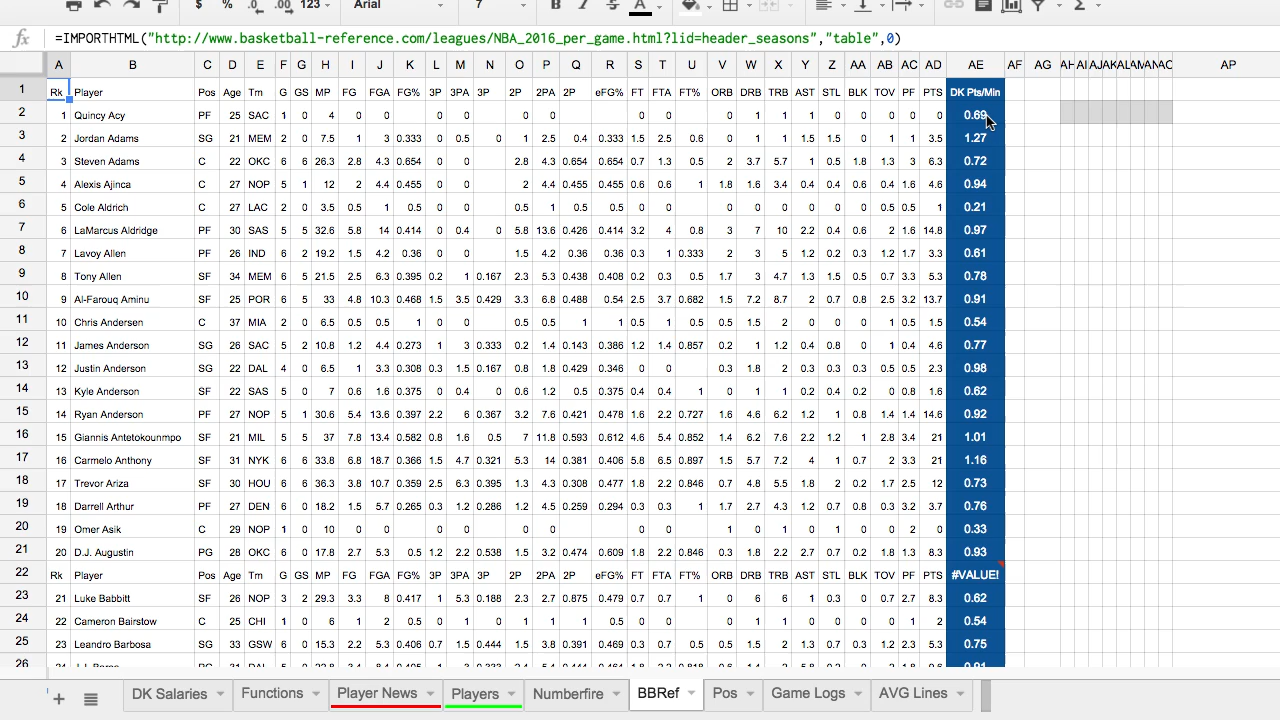 $ % .0 .00 123 Arial 7 B I S A Σ
fx =IMPORTHTML("http://www.basketball-reference.com/leagues/NBA_2016_per_game.html?lid=header_seasons","table",0)
A B C D E F G H I J K L M N O P Q R S T U V W X Y Z AA AB AC AD AE AF AG AH AI AJ AK AL AM AN AO AP
1 Rk Player Pos Age Tm G GS MP FG FGA FG% 3P 3PA 3P 2P 2PA 2P eFG% FT FTA FT% ORB DRB TRB AST STL BLK TOV PF PTS DK Pts/Min
2 1 Quincy Acy PF 25 SAC 1 0 4 0 0 0 0 0 0 0 0 0 1 1 1 0 0 0 0 0 0.69
3 2 Jordan Adams SG 21 MEM 7.5 1 3 0.333 0 0.5 0 1 2.5 0.4 0.333 1.5 2.5 0.6 0 1 1 1.5 1.5 0 1 1 3.5 1.27
4 3 Steven Adams C 22 26.3 2.8 4.3 0.654 0 0 2.8 4.3 0.654 0.654 0.7 1.3 0.5 2 3.7 5.7 1 0.5 1.8 1.3 3 6.3 0.72
5 4 Alexis Ajinca C 27 NOP 12 2 4.4 0.455 0 0 2 4.4 0.455 0.455 0.6 0.6 1 1.8 1.6 3.4 0.4 0.4 0.6 0.4 1.6 4.6 0.94
6 5 Cole Aldrich C 27 LAC 3.5 0.5 1 0.5 0 0 0.5 1 0.5 0.5 0 0 0 0 0 0 0 0 0.5 0.5 1 0.21
7 6 LaMarcus Aldridge PF 30 SAS 32.6 5.8 14 0.414 0 0.4 0 5.8 13.6 0.426 0.414 3.2 4 0.8 3 7 10 2.2 0.4 0.6 2 1.6 14.8 0.97
8 7 Lavoy Allen PF 26 IND 2 19.2 1.5 4.2 0.36 0 0 1.5 4.2 0.36 0.36 0.3 1 0.333 2 3 5 1.2 0.2 0.3 1.2 1.7 3.3 0.61
9 8 Tony Allen SF 34 MEM 6 21.5 2.5 6.3 0.395 0.2 1 0.167 2.3 5.3 0.438 0.408 0.2 0.3 0.5 1.7 3 4.7 1.3 1.5 0.5 0.7 3.3 5.3 0.78
10 9 Al-Farouq Aminu SF 25 POR 5 33 4.8 10.3 0.468 1.5 3.5 0.429 3.3 6.8 0.488 0.54 2.5 3.7 0.682 1.5 7.2 8.7 2 0.7 0.8 2.5 3.2 13.7 0.91
11 10 Chris Andersen C 37 MIA 2 0 6.5 0.5 0.5 1 0 0 0.5 0.5 1 1 0.5 1 0.5 0.5 1.5 2 0 0 0 1 0.5 1.5 0.54
12 11 James Anderson SG 26 5 10.8 1.2 4.4 0.273 1 3 0.333 0.2 1.4 0.143 0.386 1.2 1.4 0.857 0 1.2 1.2 0.4 0.8 0 1 0.4 4.6 0.77
13 12 Justin Anderson SG 22 4 0 6.5 1 3.3 0.308 0.3 1.5 0.167 0.8 1.8 0.429 0.346 0 0 0.3 1.8 2 0.3 0.3 0.3 0.5 0.5 2.3 0.98
14 13 Kyle Anderson SF 22 SAS 0 7 0.6 1.6 0.375 0 0.4 0 0.6 1.2 0.5 0.375 0.4 0.4 1 0 1 1 0.4 0.2 0 0 0.8 1.6 0.62
15 14 Ryan Anderson PF 27 NOP 5 1 30.6 5.4 13.6 0.397 2.2 6 0.367 3.2 7.6 0.421 0.478 1.6 2.2 0.727 1.6 4.6 6.2 1.2 1 0.8 1.4 1.4 14.6 0.92
16 15 Giannis Antetokounmpo SF 21 MIL 5 37 7.8 13.4 0.582 0.8 1.6 0.5 7 11.8 0.593 0.612 4.6 5.4 0.852 1.4 6.2 7.6 2.2 1.2 1 2.8 3.4 21 1.01
17 16 Carmelo Anthony SF 31 33.8 6.8 18.7 0.361 1.5 4.7 0.321 5.3 14 0.381 0.406 5.8 6.5 0.897 1.5 5.7 7.2 4 1 0.7 2 3.3 21 1.16
18 17 Trevor Ariza SF 30 HOU 36.3 3.8 10.7 0.359 2.5 6.3 0.395 1.3 4.3 0.308 0.477 1.8 2.2 0.846 0.7 4.8 5.5 1.8 2 0.2 1.7 2.5 12 0.73
19 18 Darrell Arthur PF 27 DEN 0 18.2 1.5 5.7 0.265 0.3 1.2 0.286 1.2 4.5 0.259 0.294 0.3 0.3 1 1.7 2.7 4.3 1.2 0.7 0.8 0.3 3.2 3.7 0.76
20 19 Omer Asik C 29 NOP 1 10 0 0 0 0 0 0 0 0 1 0 1 0 1 0 0 2 0 0.33
21 20 D.J. Augustin PG 28 OKC 17.8 2.7 5.3 0.5 1.2 2.2 0.538 1.5 3.2 0.474 0.609 1.8 2.2 0.846 0.3 1.8 2.2 2.7 0.7 0.2 1.8 1.3 8.3 0.93
22 Rk Player Pos Age Tm G GS MP FG FGA FG% 3P 3PA 3P 2P 2PA 2P eFG% FT FTA FT% ORB DRB TRB AST STL BLK TOV PF PTS #VALUE!
23 21 Luke Babbitt SF 26 NOP 29.3 3.3 8 0.417 1 5.3 0.188 2.3 2.7 0.875 0.479 0.7 0.7 1 0 6 6 1 0.3 0 0.7 2.7 8.3 0.62
24 22 Cameron Bairstow C 25 CHI 1 0 6 1 2 0.5 0 1 0 1 1 1 0.5 0 0 0 1 1 0 0 0 0 1 2 0.54
25 23 Leandro Barbosa SG 33 GSW 0 15.3 2.2 5.3 0.406 0.7 1.5 0.444 1.5 3.8 0.391 0.469 0.3 0.7 0.5 0.5 1.5 2 1.3 0.7 0.3 0.7 2.3 5.3 0.75
26
+ DK Salaries Functions Player News Players Numberfire BBRef Pos Game Logs AVG Lines